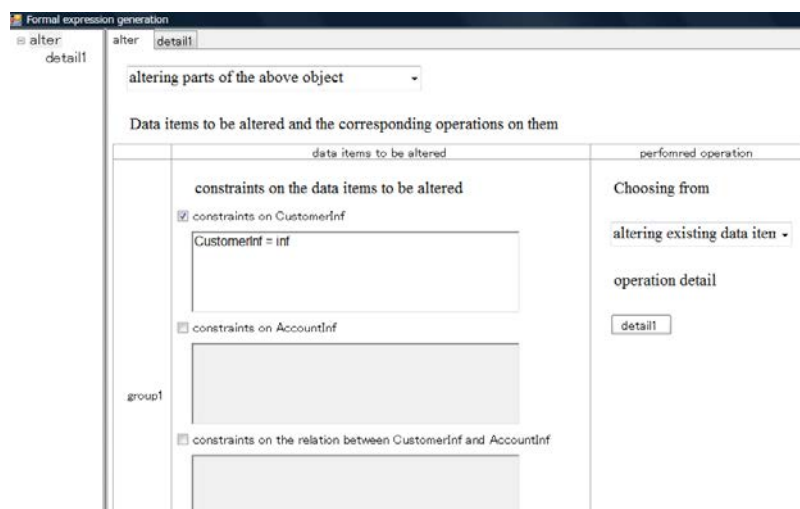 Formal expression generation
alter
detail1
alter detail1
altering parts of the above object
Data items to be altered and the corresponding operations on them
data items to be altered
perfomred operation
group1
constraints on the data items to be altered
constraints on CustomerInf
CustomerInf = inf
constraints on AccountInf
constraints on the relation between CustomerInf and AccountInf
Choosing from
altering existing data iten
operation detail
detail1